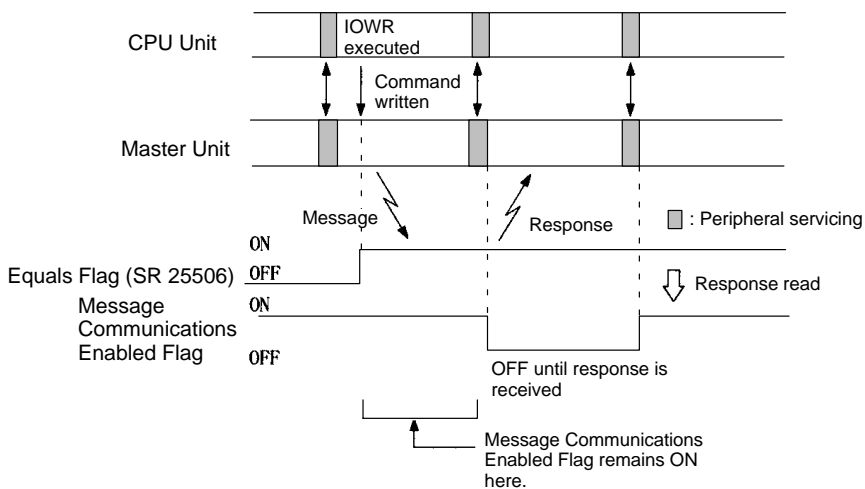 CPU Unit
IOWR
executed
Command
written
Master Unit
Message
Response
: Peripheral servicing
ON
Equals Flag (SR 25506)
OFF
Response read
Message
Communications
Enabled Flag
ON
OFF
OFF until response is
received
Message Communications
Enabled Flag remains ON
here.